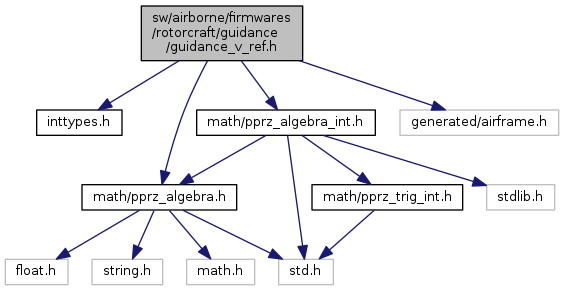 sw/airborne/firmwares
/rotorcraft/guidance
/guidance_v_ref.h
inttypes.h
math/pprz_algebra_int.h
generated/airframe.h
math/pprz_algebra.h
math/pprz_trig_int.h
stdlib.h
float.h
string.h
math.h
std.h